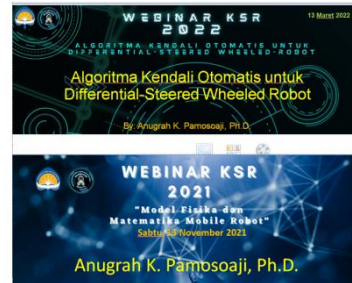 WEBINAR KSR
2022
13 Maret 2022
ALGORITMA KENDALI OTOMATIS UNTUK
DIFFERENTIAL-STEERED WHEELED-ROBOT
Algoritma Kendali Otomatis untuk
Differential-Steered Wheeled Robot
By: Anugrah K. Pamosoaji, Ph.D.
WEBINAR KSR
2021
"Model Fisika dan
Matematika Mobile Robot"
Sabtu, 13 November 2021
Anugrah K. Pamosoaji, Ph.D.